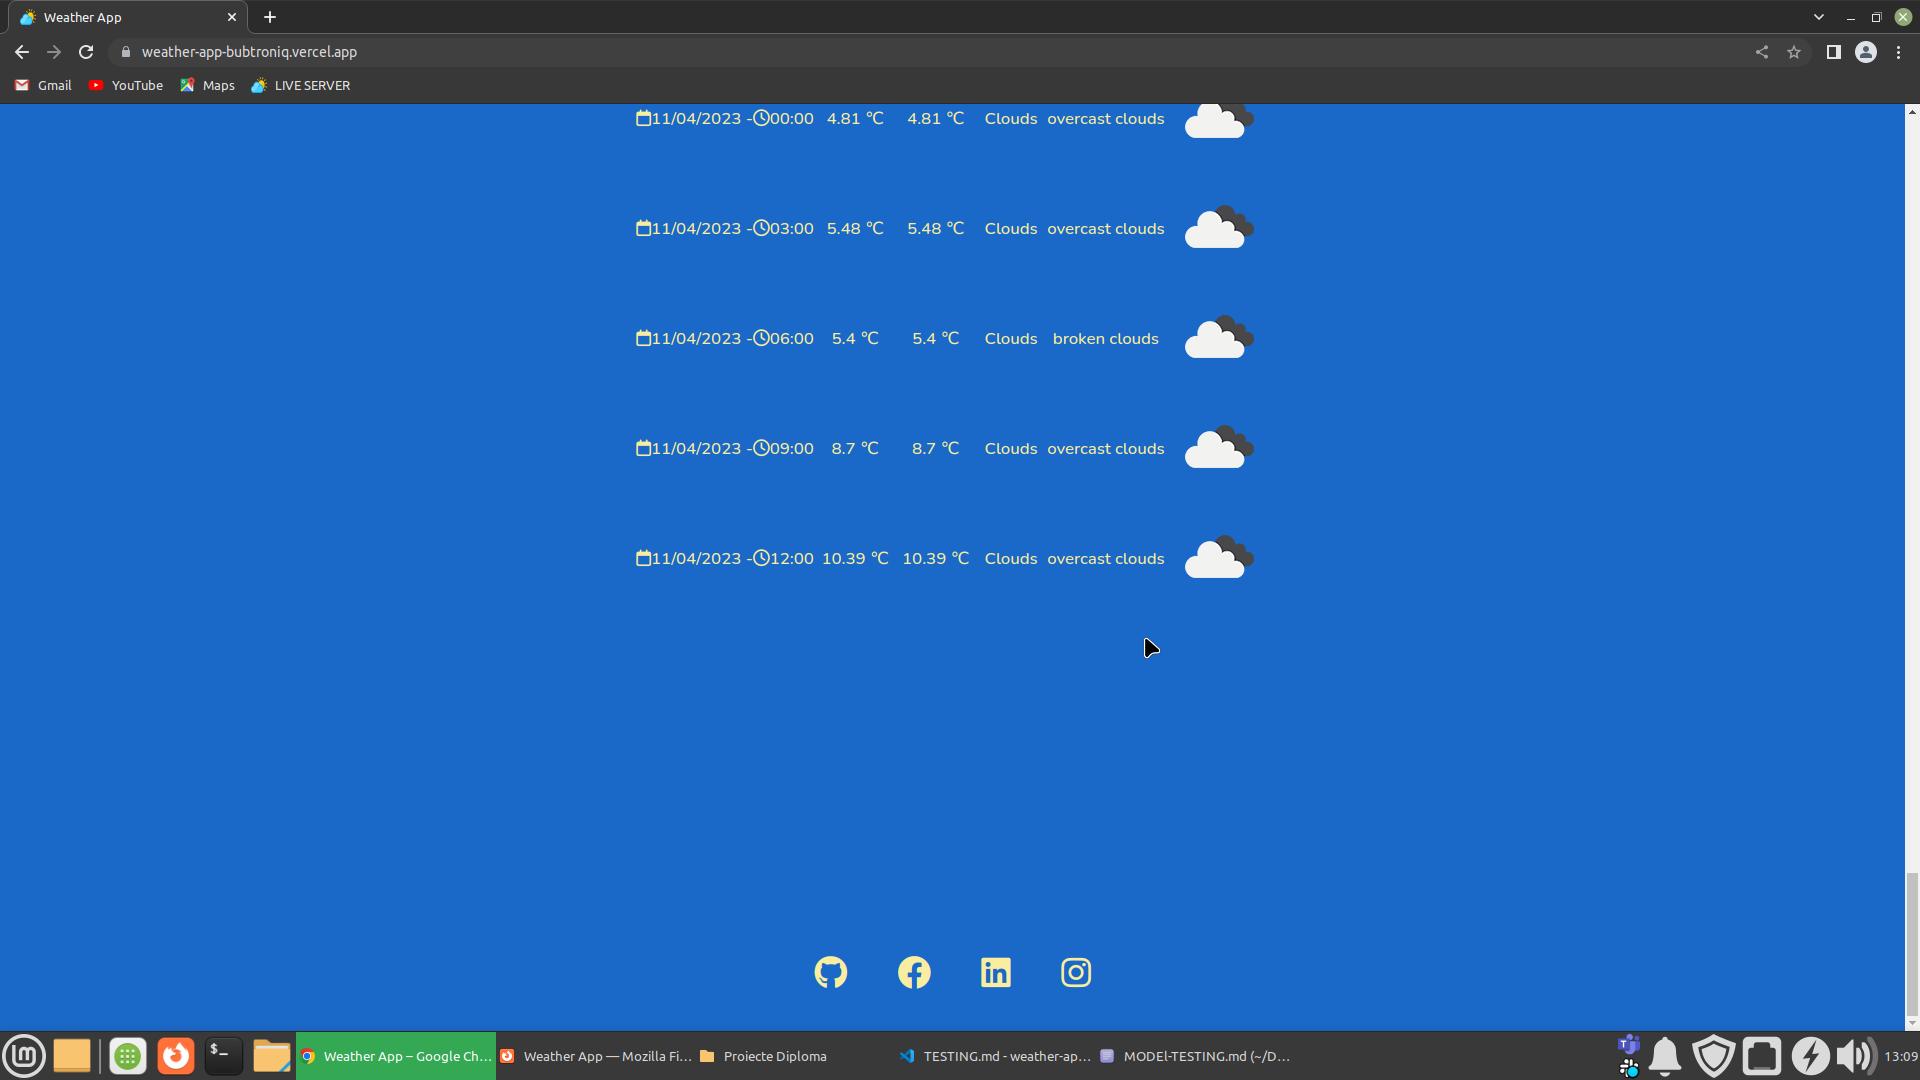 Weather App
weather-app-bubtroniq.vercel.app
Gmail YouTube Maps LIVE SERVER
11/04/2023 - 00:00 4.81 ℃ 4.81 ℃ Clouds overcast clouds
11/04/2023 - 03:00 5.48 ℃ 5.48 ℃ Clouds overcast clouds
11/04/2023 - 06:00 5.4 ℃ 5.4 ℃ Clouds broken clouds
11/04/2023 - 09:00 8.7 ℃ 8.7 ℃ Clouds overcast clouds
11/04/2023 - 12:00 10.39 ℃ 10.39 ℃ Clouds overcast clouds
in
lm $_ Weather App – Google Ch... Weather App — Mozilla Fi... Proiecte Diploma TESTING.md - weather-ap... MODEl-TESTING.md (~/D... T 13:09